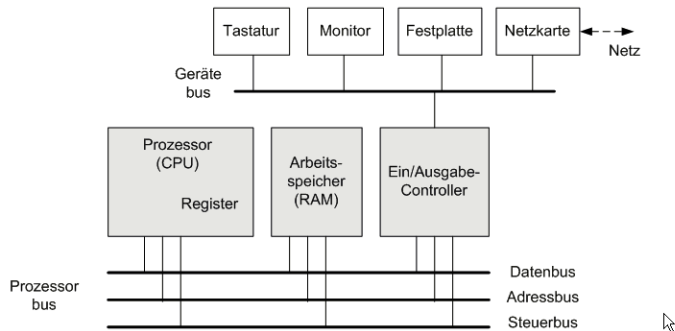 Tastatur
Monitor
Festplatte
Netzkarte
Netz
Geräte
bus
Prozessor
(CPU)
Register
Arbeits-
speicher
(RAM)
Ein/Ausgabe-
Controller
Prozessor
bus
Datenbus
Adressbus
Steuerbus